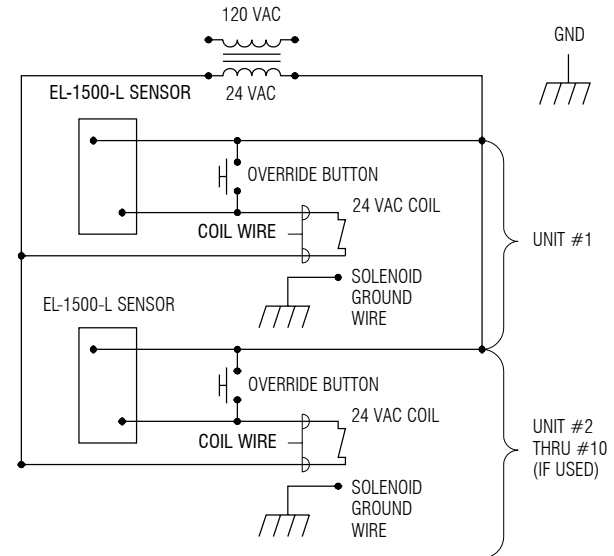 120 VAC
GND
24 VAC
EL-1500-L SENSOR
OVERRIDE BUTTON
24 VAC COIL
COIL WIRE
UNIT #1
SOLENOID
GROUND
WIRE
EL-1500-L SENSOR
OVERRIDE BUTTON
24 VAC COIL
COIL WIRE
UNIT #2
THRU #10
(IF USED)
SOLENOID
GROUND
WIRE